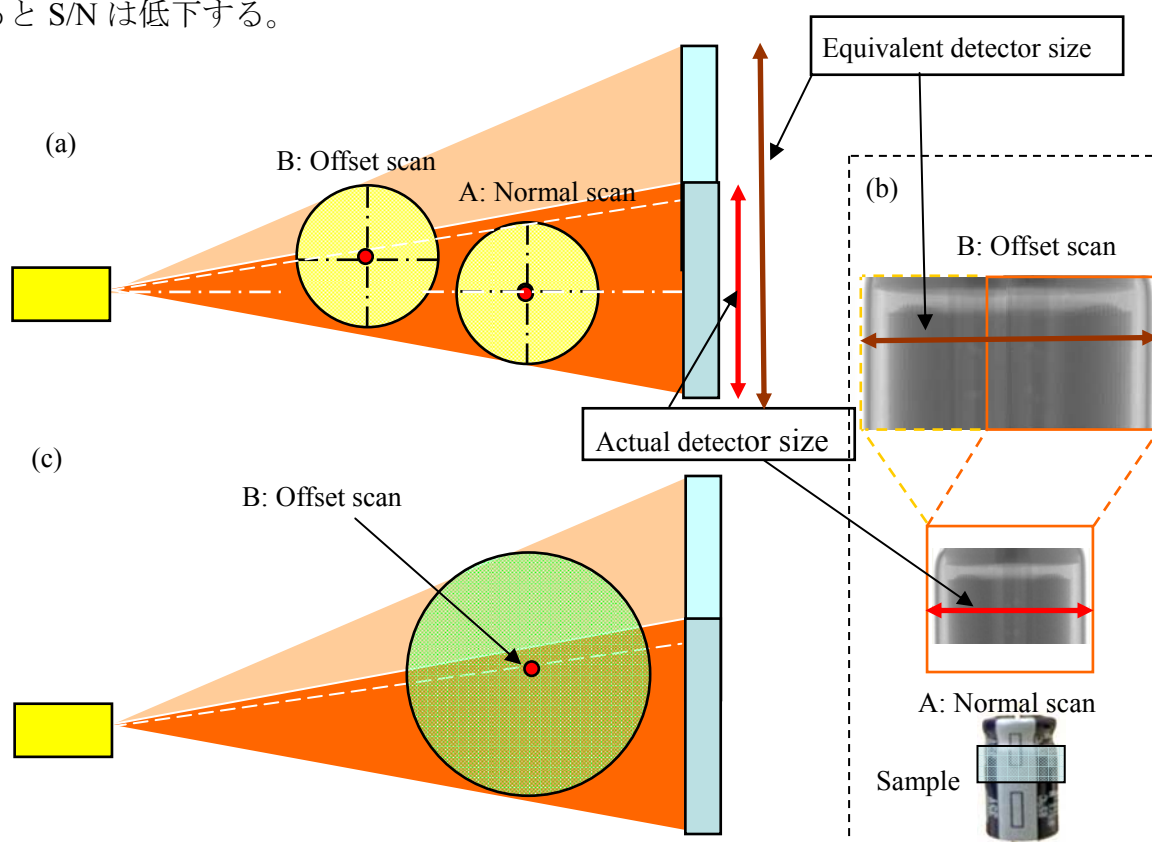 ると S/N は低下する。
Equivalent detector size
(a)
B: Offset scan
A: Normal scan
(b)
B: Offset scan
Actual detector size
(c)
B: Offset scan
A: Normal scan
Sample